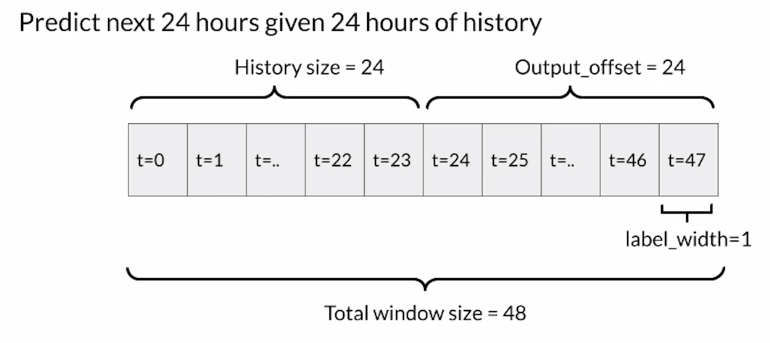 Predict next 24 hours given 24 hours of history
History size = 24 Output_offset = 24
t=0 t=1 t=.. t=22 t=23 t=24 t=25 t=.. t=46 t=47
label_width=1
Total window size = 48